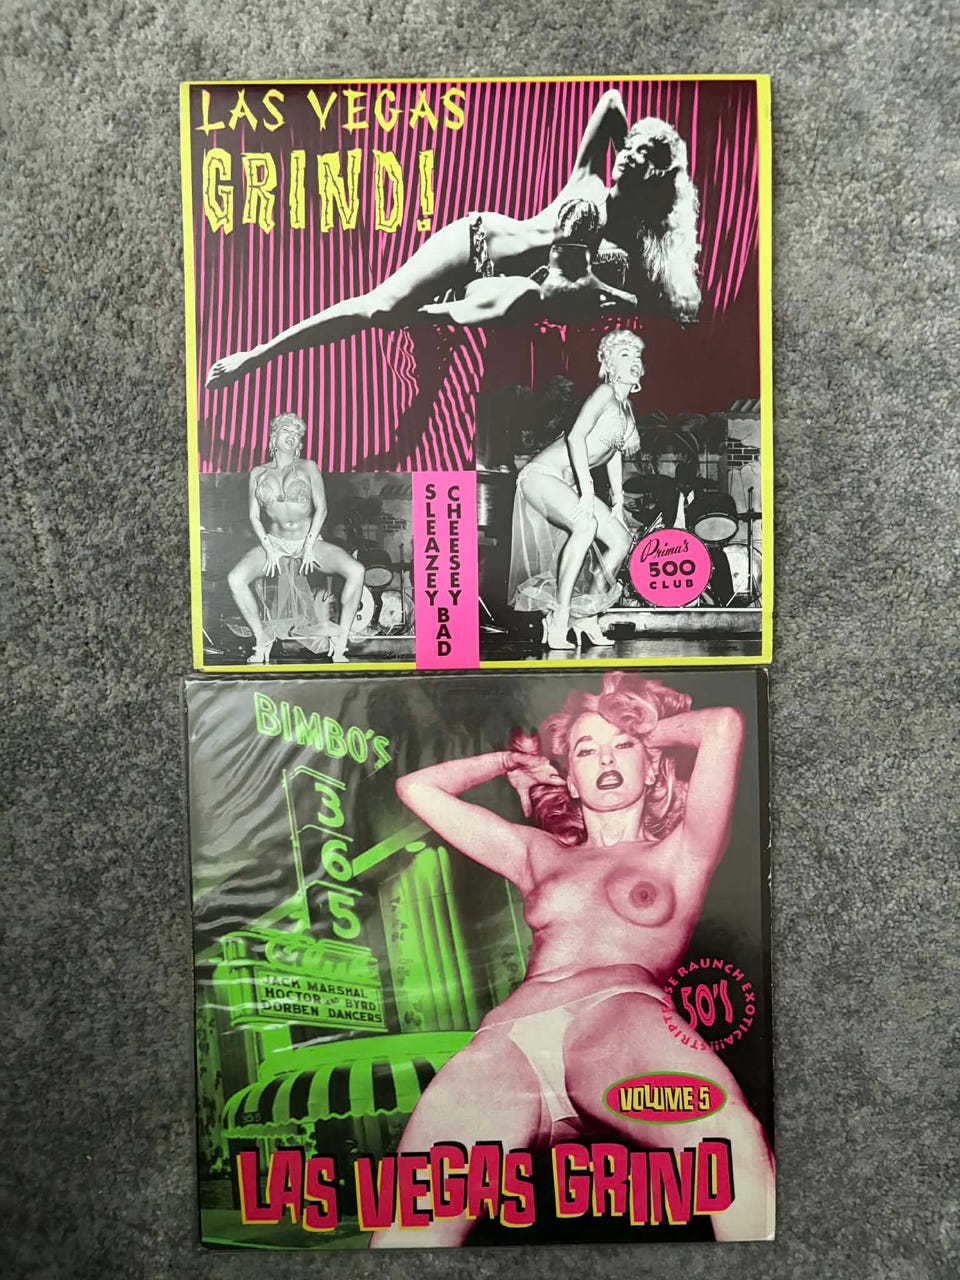 LAS VEGAS
GRIND!
SLEAZEY
CHEESEY BAD
Prima's
500
CLUB
BIMBO'S
365
JACK MARSHAL
HOCTOR AND BYRD
DORBEN DANCERS
365
STRIPTEASE RAUNCH EXOTICA!!!
50'S
VOLUME 5
LAS VEGAS GRIND